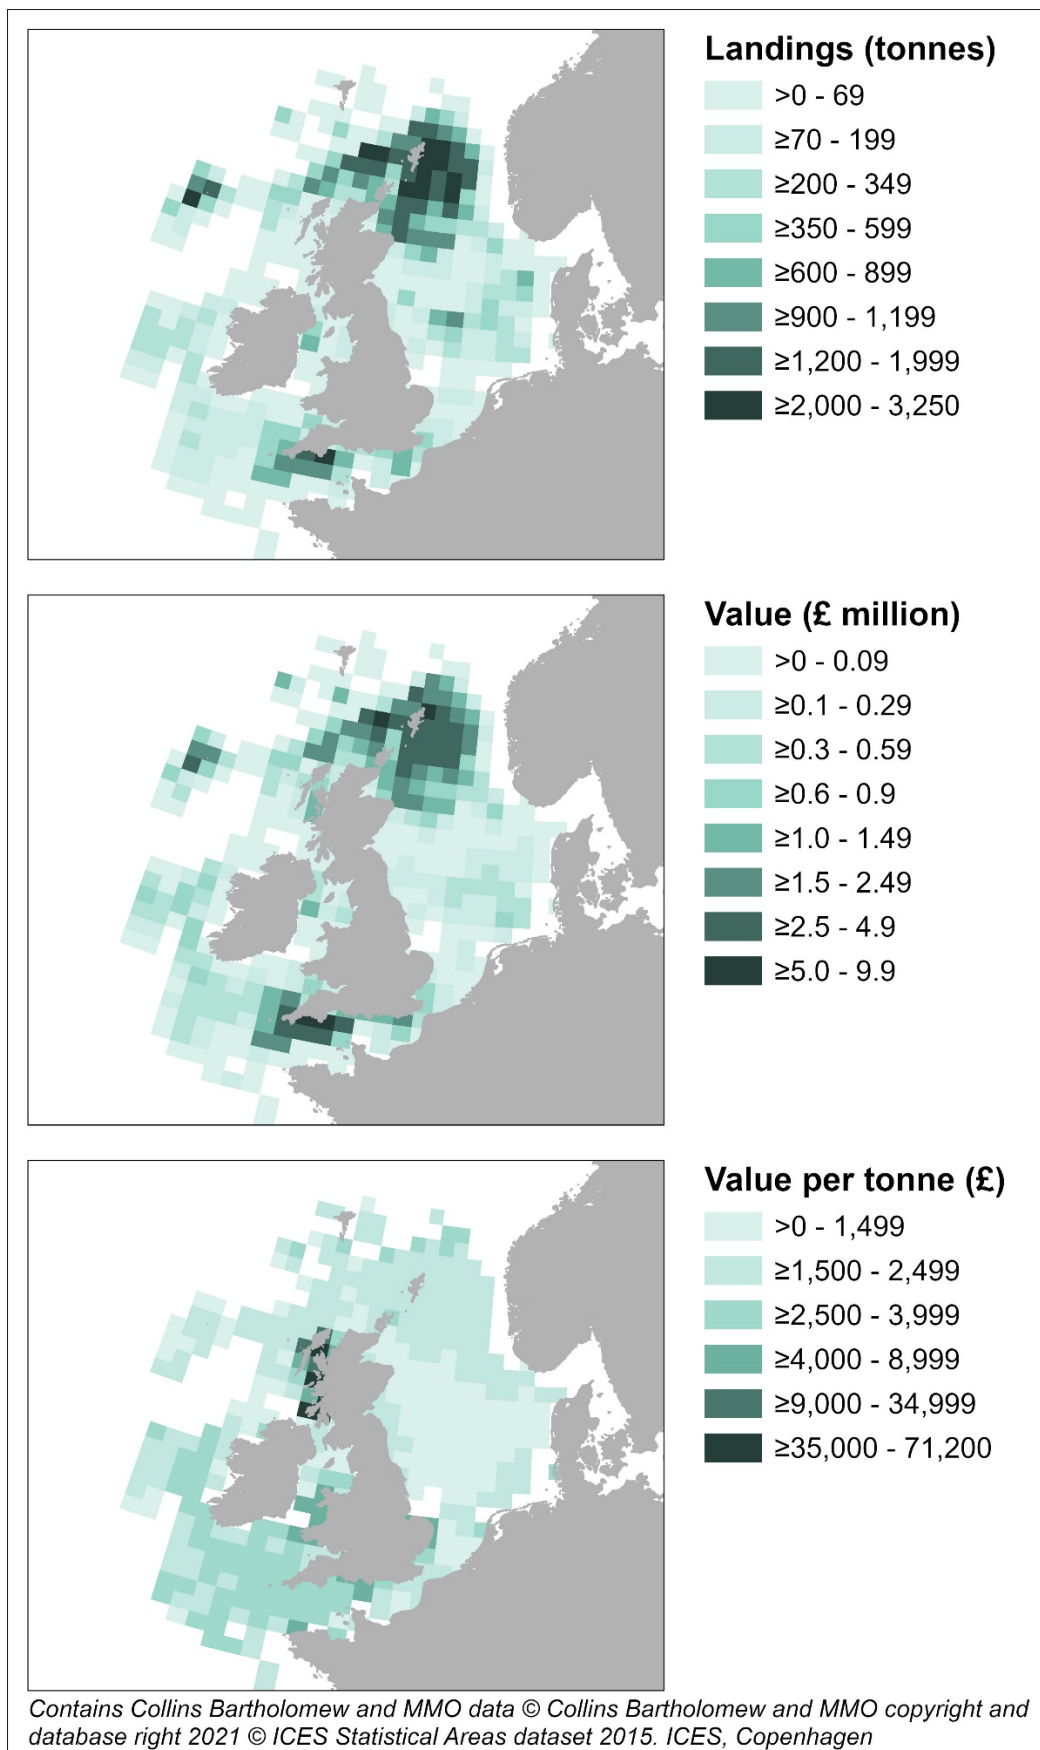 Landings (tonnes)
>0 - 69
≥70 - 199
≥200 - 349
≥350 - 599
≥600 - 899
≥900 - 1,199
≥1,200 - 1,999
≥2,000 - 3,250
Value (£ million)
>0 - 0.09
≥0.1 - 0.29
≥0.3 - 0.59
≥0.6 - 0.9
≥1.0 - 1.49
≥1.5 - 2.49
≥2.5 - 4.9
≥5.0 - 9.9
Value per tonne (£)
>0 - 1,499
≥1,500 - 2,499
≥2,500 - 3,999
≥4,000 - 8,999
≥9,000 - 34,999
≥35,000 - 71,200
Contains Collins Bartholomew and MMO data © Collins Bartholomew and MMO copyright and
database right 2021 © ICES Statistical Areas dataset 2015. ICES, Copenhagen